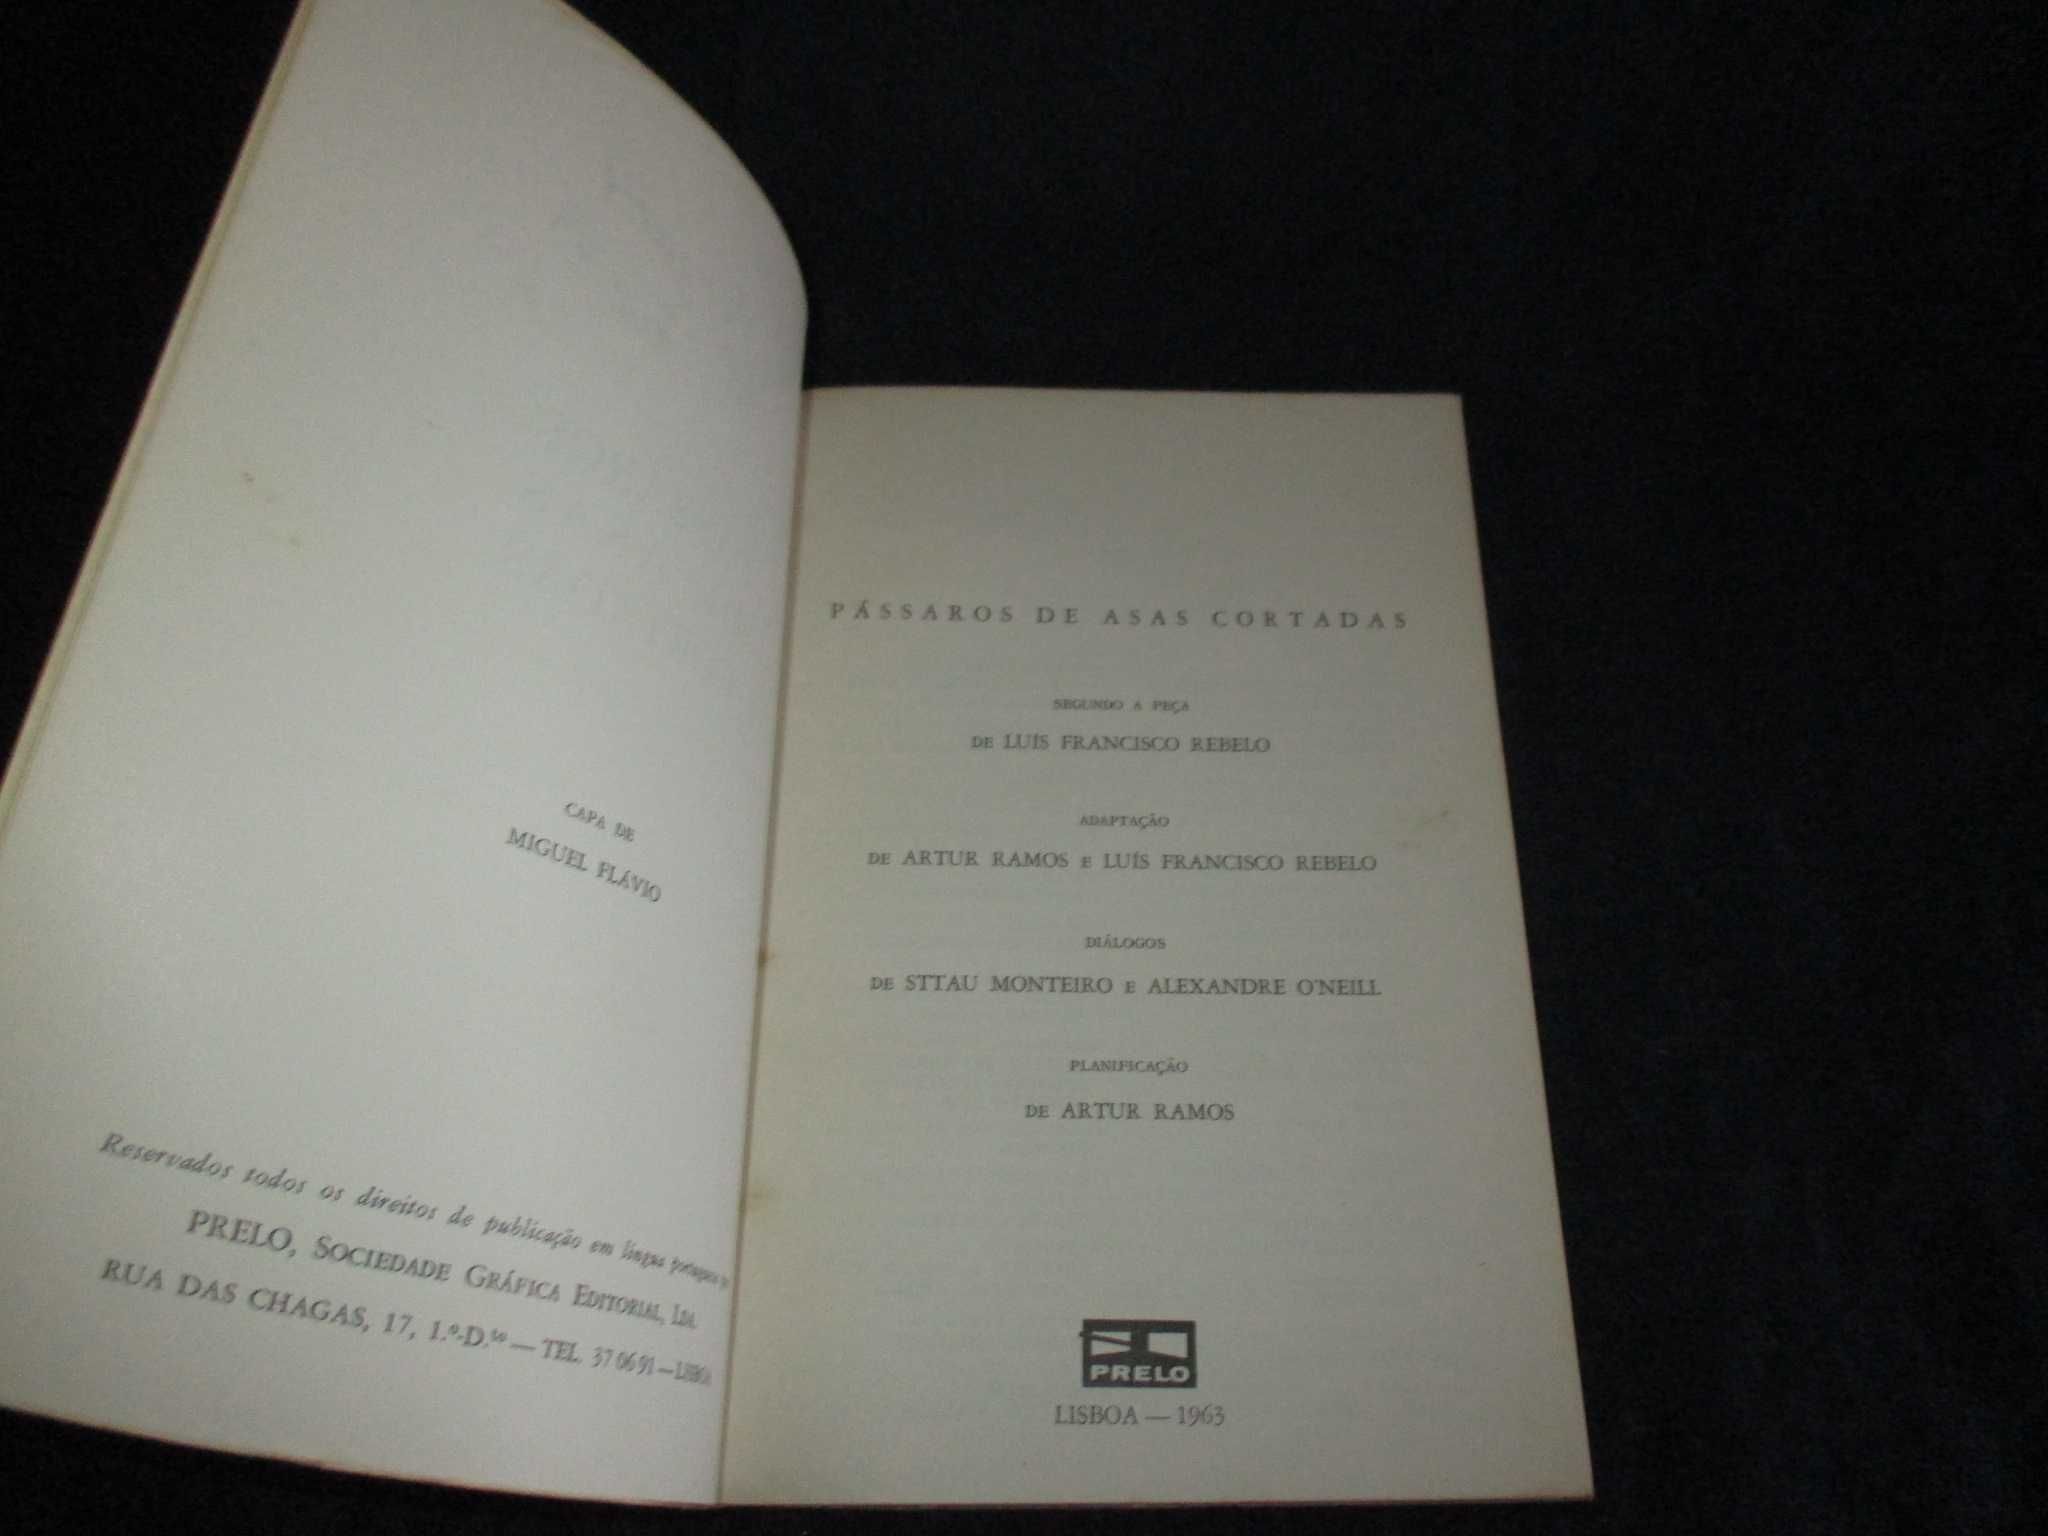 CAPA DE
MIGUEL FLÁVIO
Reservados todos os direitos de publicação em língua portuguesa
PRELO, SOCIEDADE GRÁFICA EDITORIAL, LDA.
RUA DAS CHAGAS, 17, 1.º-D.to — TEL. 37 06 91 — LISBOA
PÁSSAROS DE ASAS CORTADAS
SEGUNDO A PEÇA
DE LUÍS FRANCISCO REBELO
ADAPTAÇÃO
DE ARTUR RAMOS E LUÍS FRANCISCO REBELO
DIÁLOGOS
DE STTAU MONTEIRO E ALEXANDRE O'NEILL
PLANIFICAÇÃO
DE ARTUR RAMOS
PRELO
LISBOA — 1963